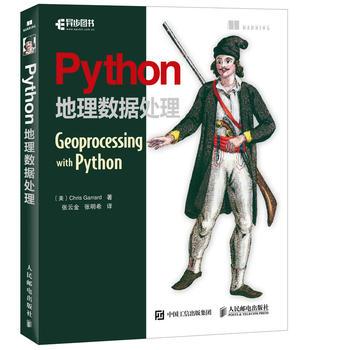 异步图书
MANNING
Python
地理数据处理
Geoprocessing
with Python
[美] Chris Garrard 著
张云金 张明希 译
中国工信出版集团
人民邮电出版社
Python 地理数据处理
人民邮电出版社